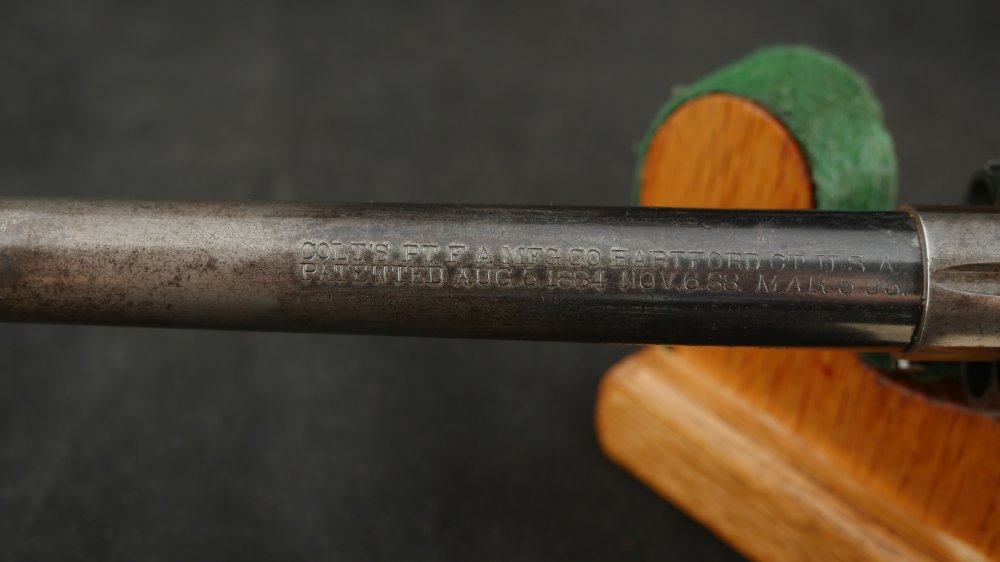 COLT'S PT. F. A. MFG. CO. HARTFORD CT. U.S.A.
PATENTED AUG. 5. 1884 NOV. 6. 88. MAR. 5. 95.